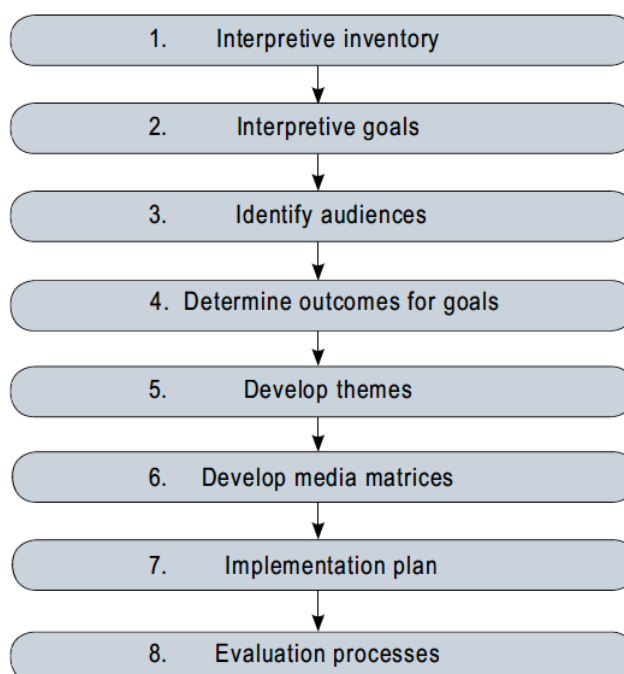 1. Interpretive inventory
2. Interpretive goals
3. Identify audiences
4. Determine outcomes for goals
5. Develop themes
6. Develop media matrices
7. Implementation plan
8. Evaluation processes